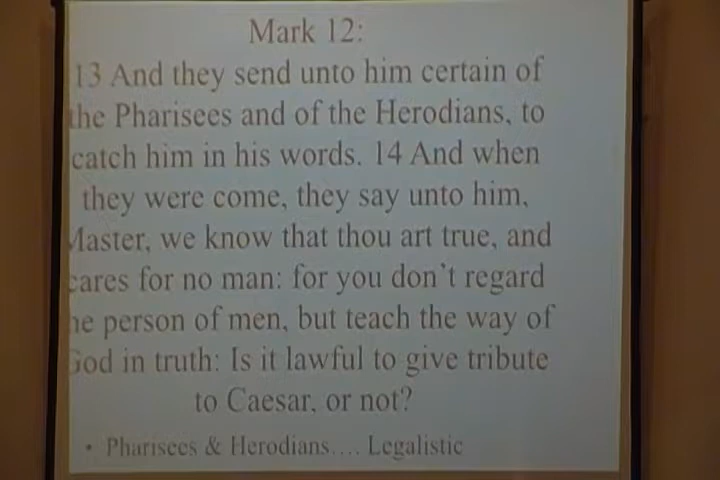 Mark 12:
13 And they send unto him certain of
the Pharisees and of the Herodians, to
catch him in his words. 14 And when
they were come, they say unto him,
Master, we know that thou art true, and
cares for no man: for you don't regard
he person of men, but teach the way of
God in truth: Is it lawful to give tribute
to Caesar, or not?
• Pharisees & Herodians.... Legalistic